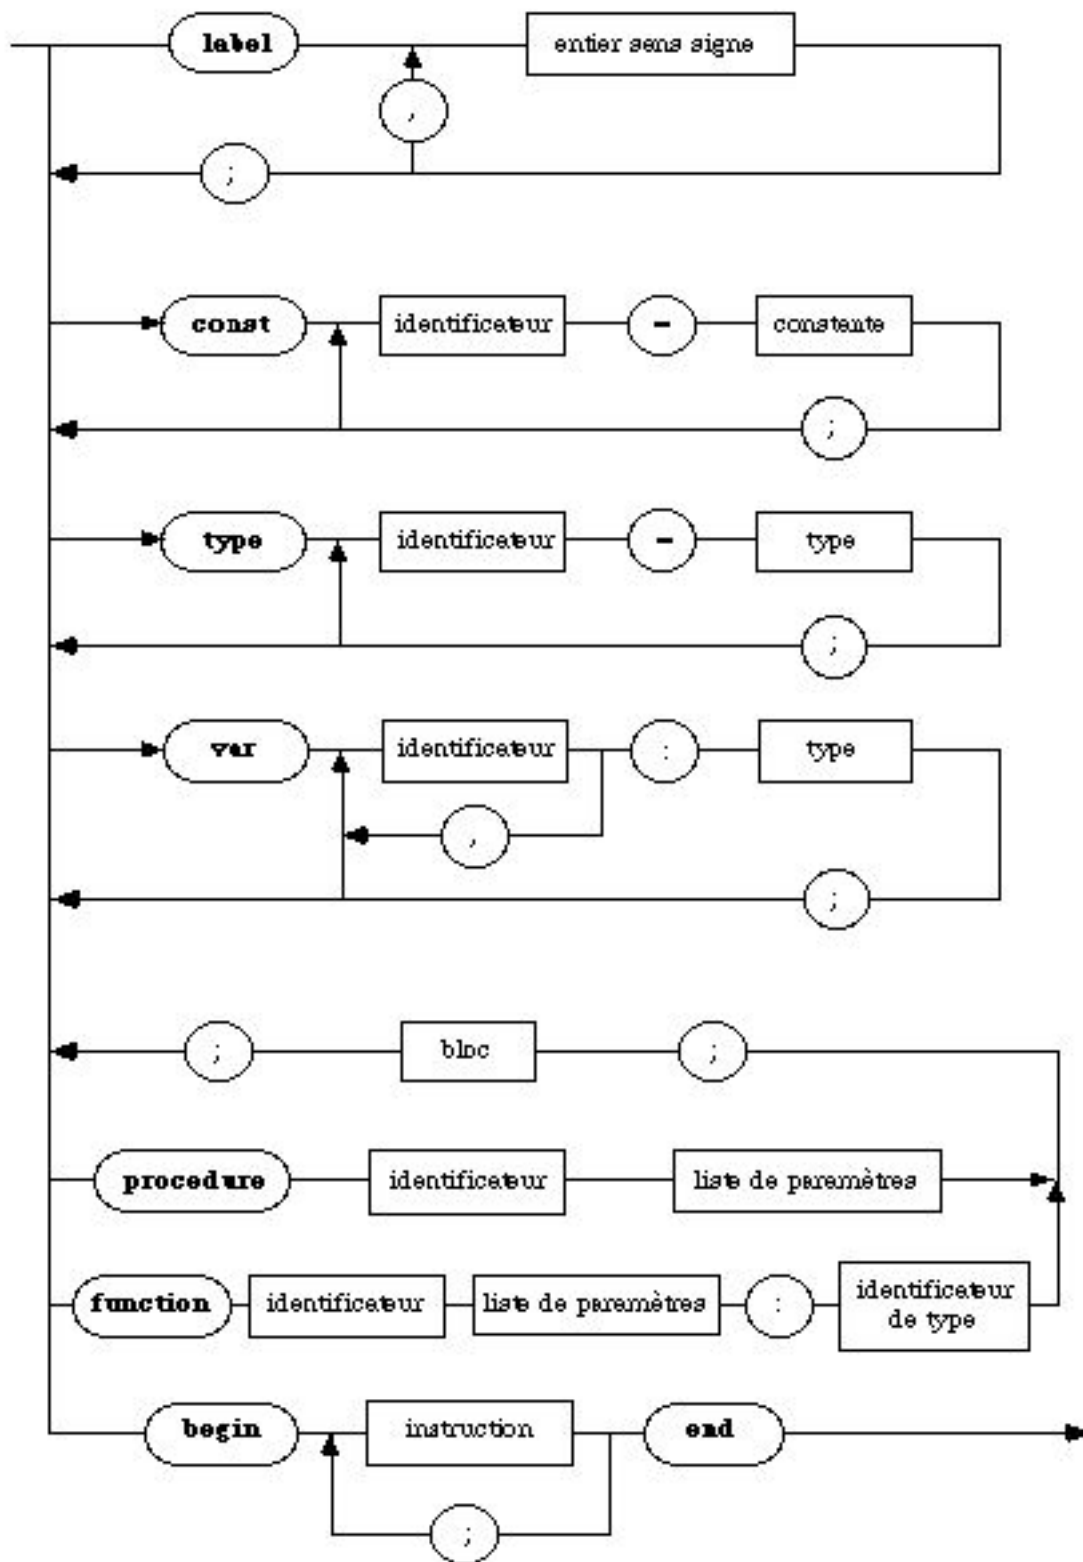 label entier sens signe
,
;
const identificateur = constante
;
type identificateur = type
;
var identificateur : type
,
;
; bloc ;
procedure identificateur liste de paramètres
function identificateur liste de paramètres : identificateur de type
begin instruction end
;